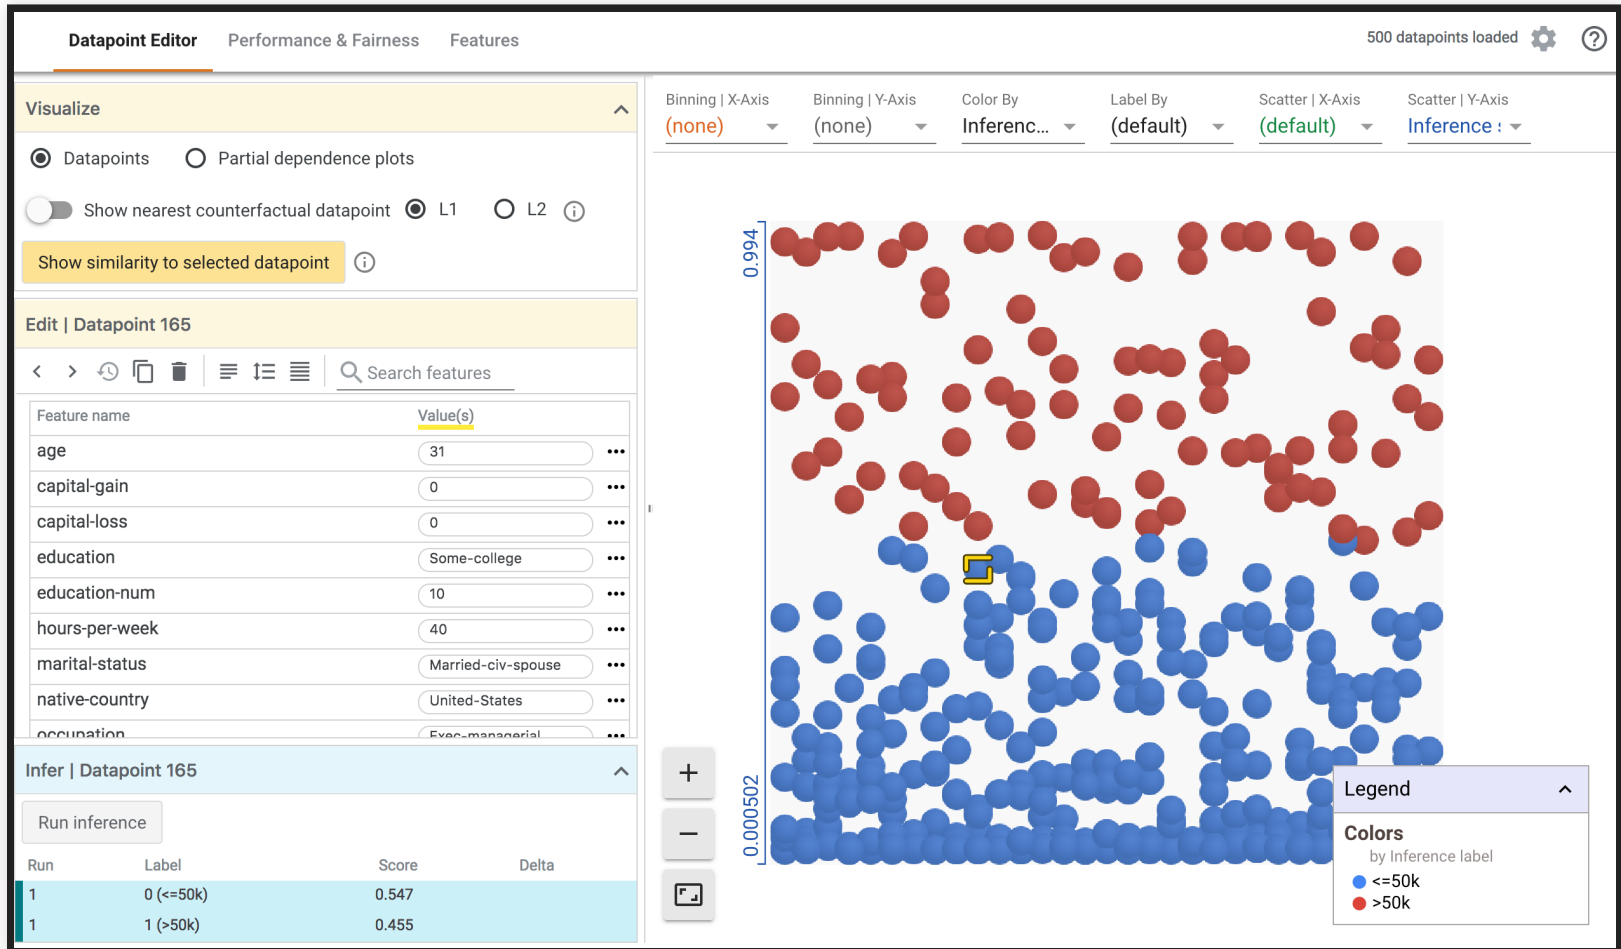 Datapoint Editor Performance & Fairness Features 500 datapoints loaded
Visualize
Datapoints Partial dependence plots
Show nearest counterfactual datapoint L1 L2
Show similarity to selected datapoint
Edit | Datapoint 165
Search features
Feature name Value(s)
age 31
capital-gain 0
capital-loss 0
education Some-college
education-num 10
hours-per-week 40
marital-status Married-civ-spouse
native-country United-States
occupation Exec-managerial
Infer | Datapoint 165
Run inference
Run Label Score Delta
1 0 (<=50k) 0.547
1 1 (>50k) 0.455
Binning | X-Axis Binning | Y-Axis Color By Label By Scatter | X-Axis Scatter | Y-Axis
(none) (none) Inferenc... (default) (default) Inference
0.994
0.000502
Legend
Colors
by Inference label
<=50k
>50k